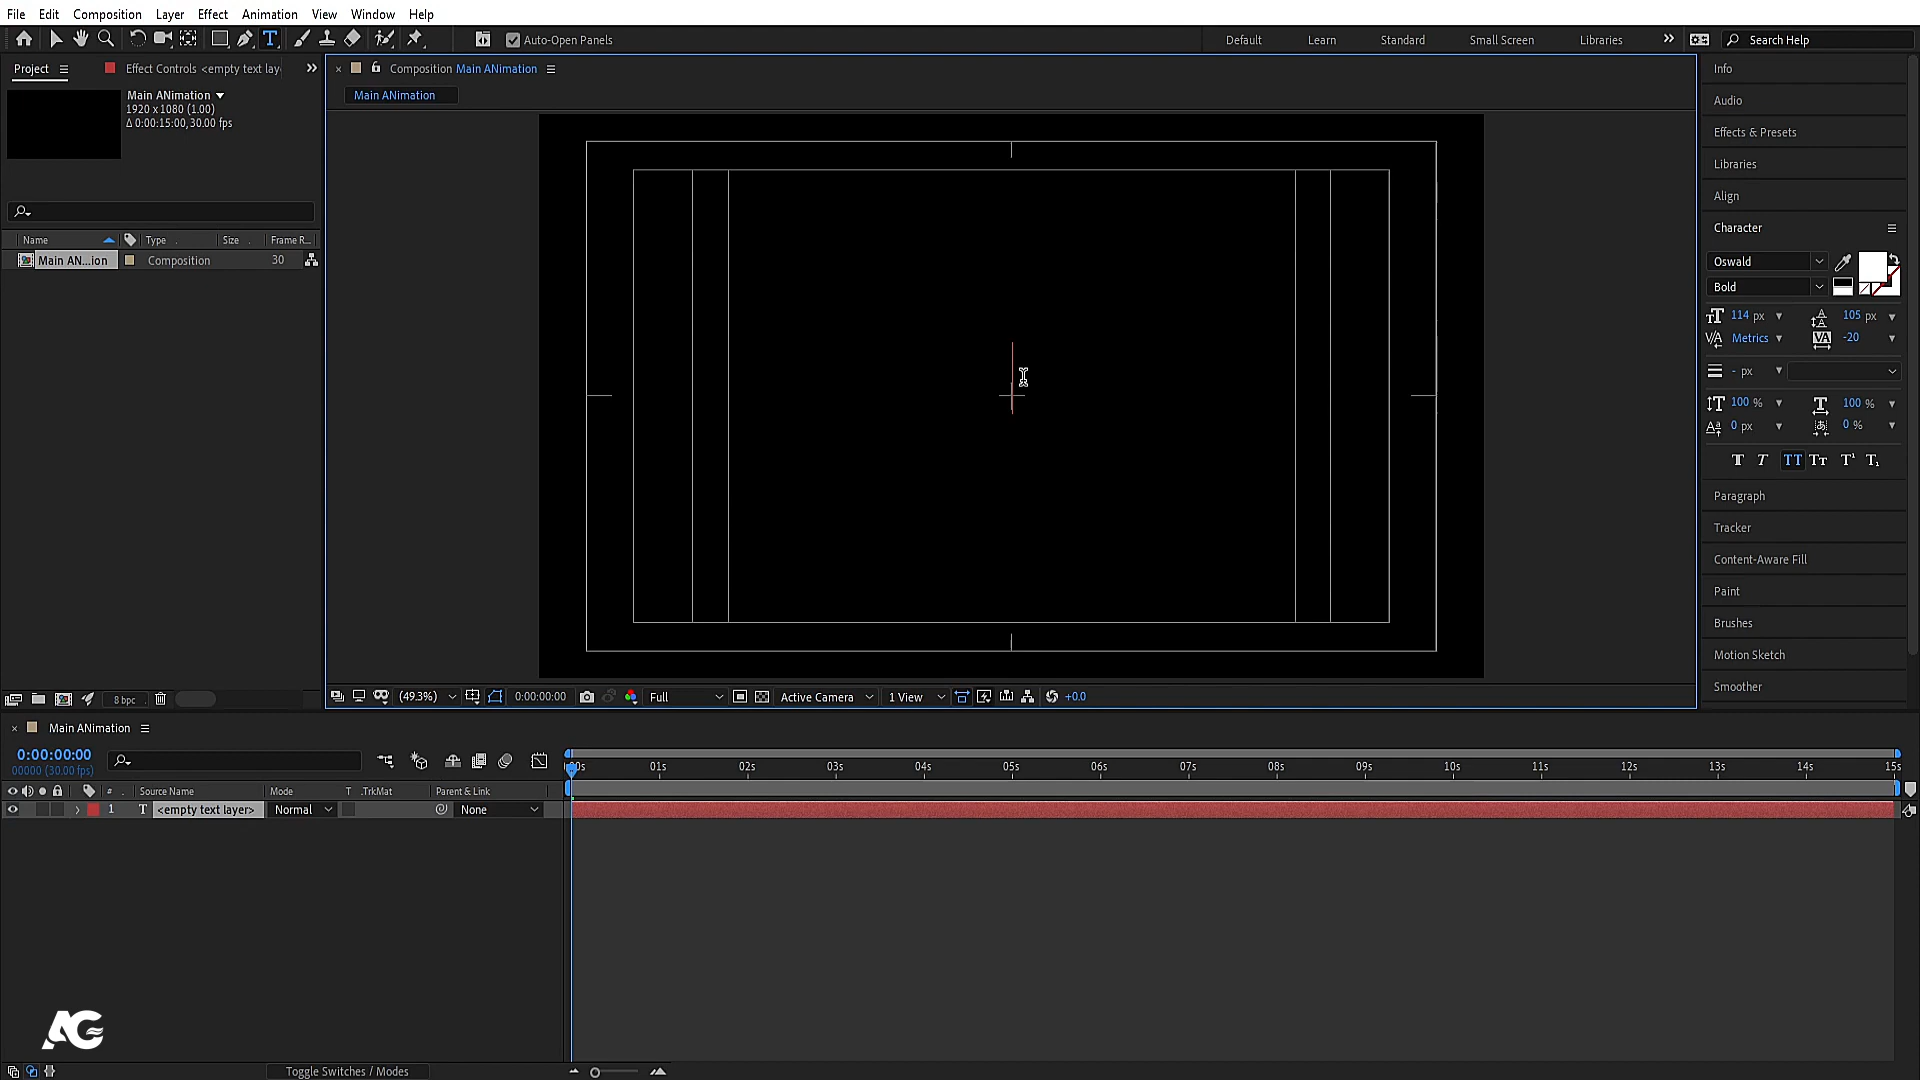 File Edit Composition Layer Effect Animation View Window Help
T Auto-Open Panels Default Learn Standard Small Screen Libraries Search Help
Project Effect Controls <empty text lay Composition Main ANimation
Main ANimation
Main ANimation
1920 x 1080 (1.00)
Δ 0:00:15:00, 30.00 fps
Name Type Size Frame R...
Main AN...ion Composition 30
8 bpc
(49.3%) 0:00:00:00 Full Active Camera 1 View +0.0
Info
Audio
Effects & Presets
Libraries
Align
Character
Oswald
Bold
114 px 105 px
Metrics -20
- px
100 % 100 %
0 px 0 %
T T TT Tт T¹ T₁
Paragraph
Tracker
Content-Aware Fill
Paint
Brushes
Motion Sketch
Smoother
Main ANimation
0:00:00:00
00000 (30.00 fps)
00s 01s 02s 03s 04s 05s 06s 07s 08s 09s 10s 11s 12s 13s 14s 15s
# Source Name Mode T .TrkMat Parent & Link
1 T <empty text layer> Normal None
AG
Toggle Switches / Modes